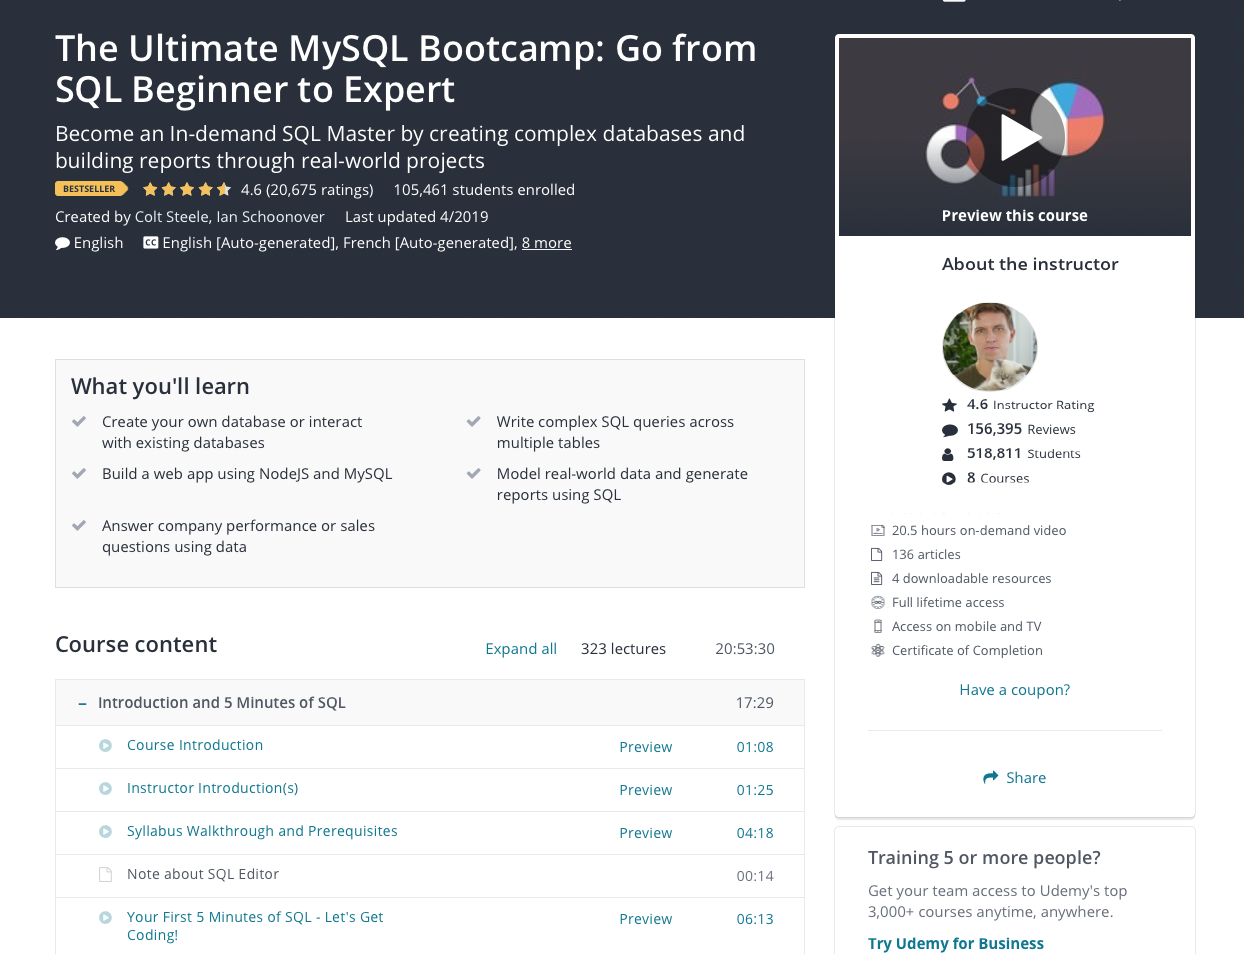 The Ultimate MySQL Bootcamp: Go from
SQL Beginner to Expert
Become an In-demand SQL Master by creating complex databases and
building reports through real-world projects
BESTSELLER 4.6 (20,675 ratings) 105,461 students enrolled
Created by Colt Steele, Ian Schoonover Last updated 4/2019
English CC English [Auto-generated], French [Auto-generated], 8 more
Preview this course
About the instructor
4.6 Instructor Rating
156,395 Reviews
518,811 Students
8 Courses
20.5 hours on-demand video
136 articles
4 downloadable resources
Full lifetime access
Access on mobile and TV
Certificate of Completion
Have a coupon?
Share
Training 5 or more people?
Get your team access to Udemy's top
3,000+ courses anytime, anywhere.
Try Udemy for Business
What you'll learn
Create your own database or interact
with existing databases
Write complex SQL queries across
multiple tables
Build a web app using NodeJS and MySQL
Model real-world data and generate
reports using SQL
Answer company performance or sales
questions using data
Course content Expand all 323 lectures 20:53:30
– Introduction and 5 Minutes of SQL 17:29
Course Introduction Preview 01:08
Instructor Introduction(s) Preview 01:25
Syllabus Walkthrough and Prerequisites Preview 04:18
Note about SQL Editor 00:14
Your First 5 Minutes of SQL - Let's Get Preview 06:13
Coding!